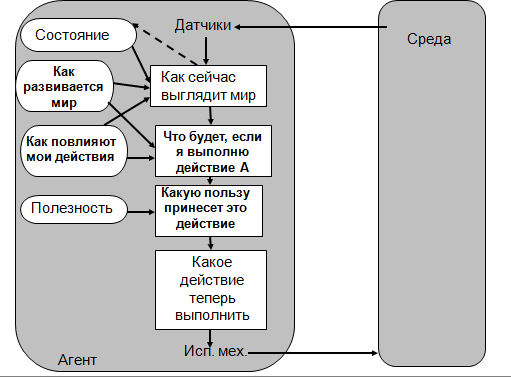 Датчики
Состояние
Среда
Как
развивается
мир
Как сейчас
выглядит мир
Как повлияют
мои действия
Что будет, если
я выполню
действие А
Полезность
Какую пользу
принесет это
действие
Какое
действие
теперь
выполнить
Исп. мех.
Агент